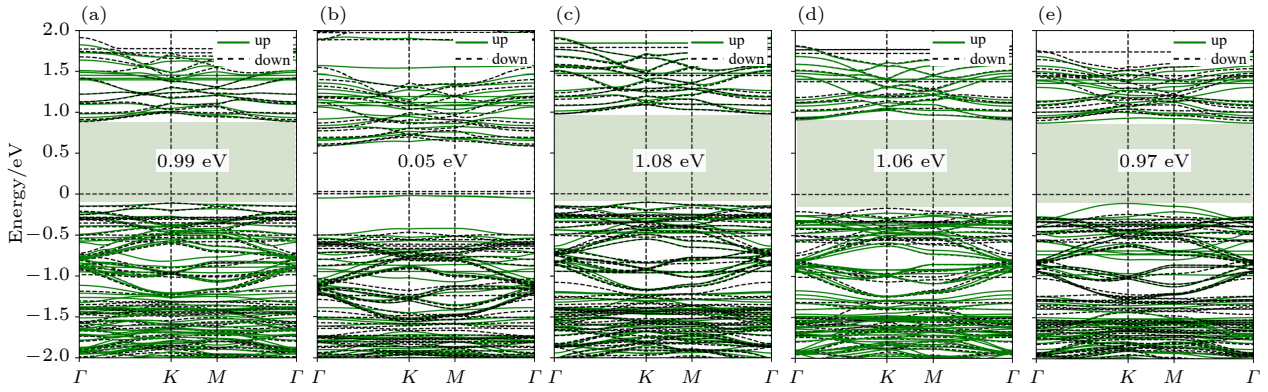 (a) (b) (c) (d) (e)
2.0
1.5
1.0
0.5
0
−0.5
−1.0
−1.5
−2.0
Energy/eV
up
down
0.99 eV
Γ K M Γ
up
down
0.05 eV
Γ K M Γ
up
down
1.08 eV
Γ K M Γ
up
down
1.06 eV
Γ K M Γ
up
down
0.97 eV
Γ K M Γ